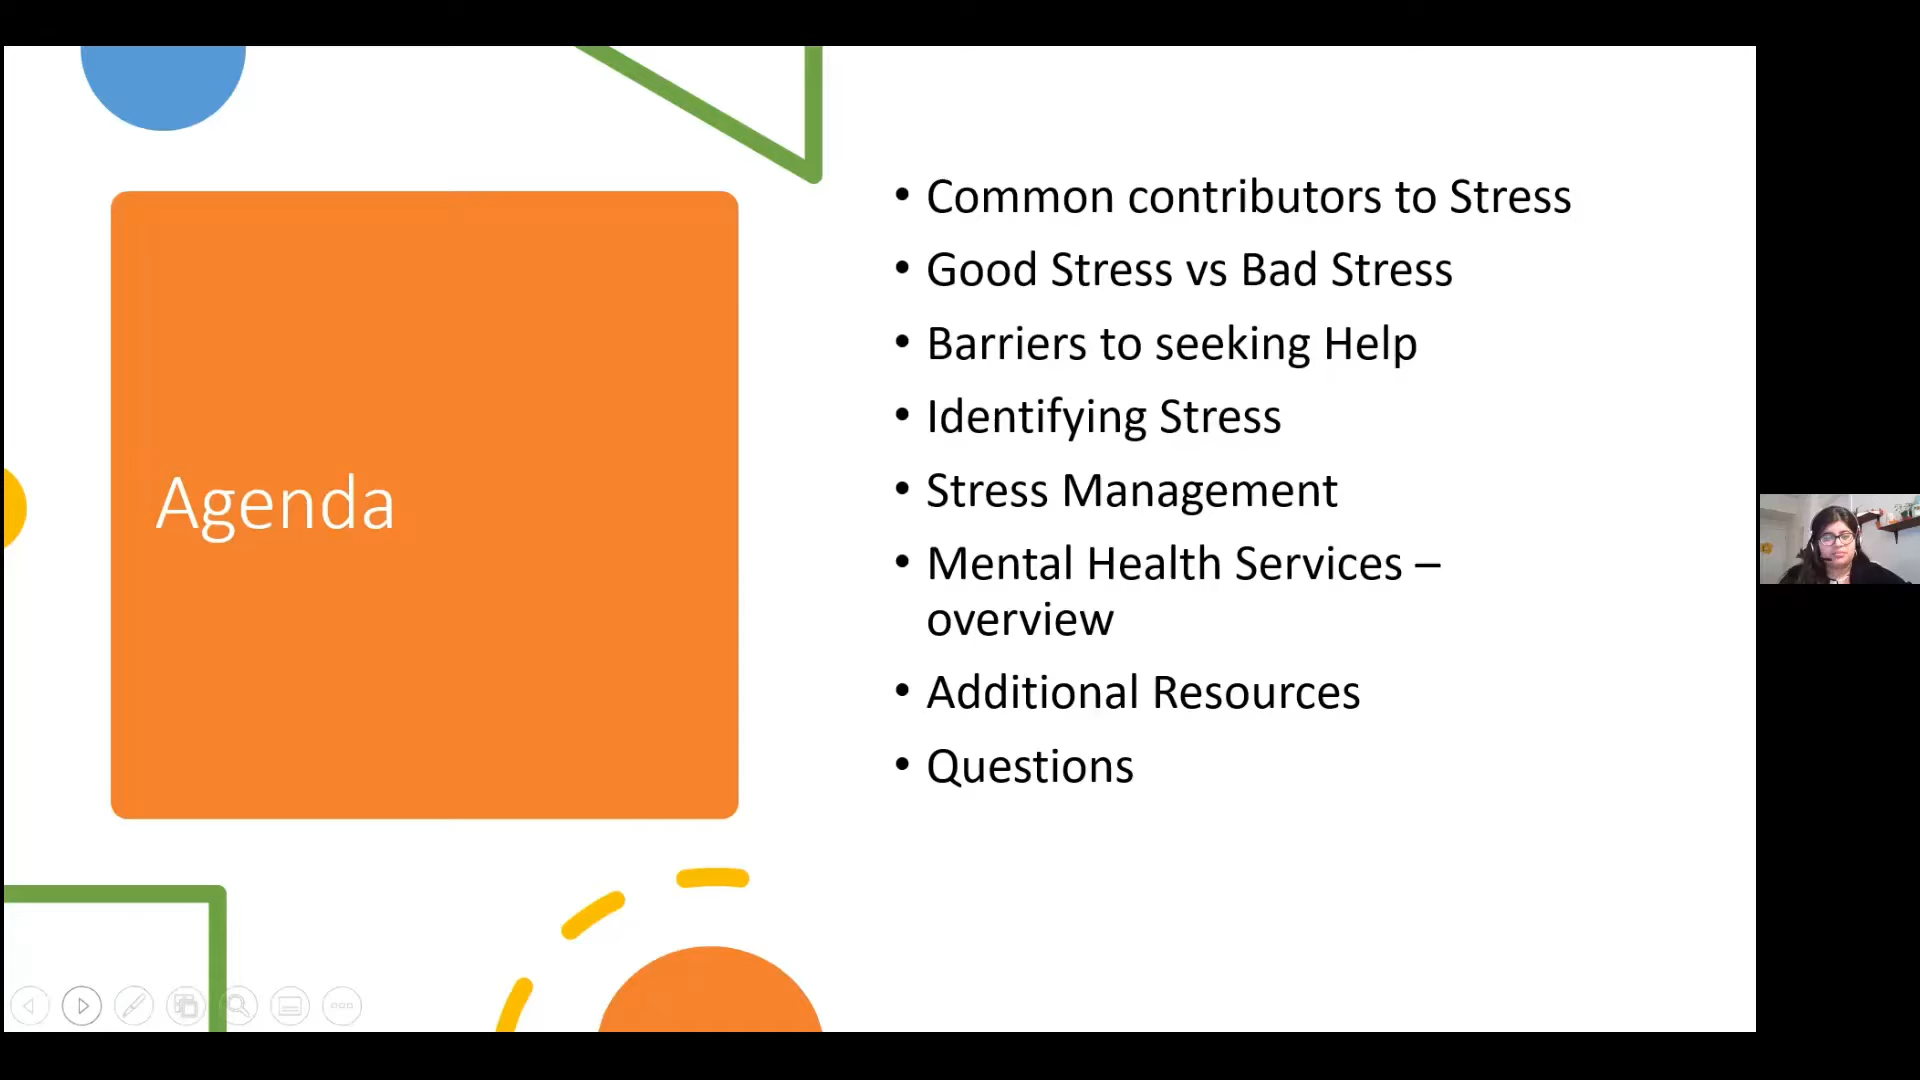 Agenda
• Common contributors to Stress
• Good Stress vs Bad Stress
• Barriers to seeking Help
• Identifying Stress
• Stress Management
• Mental Health Services –
overview
• Additional Resources
• Questions